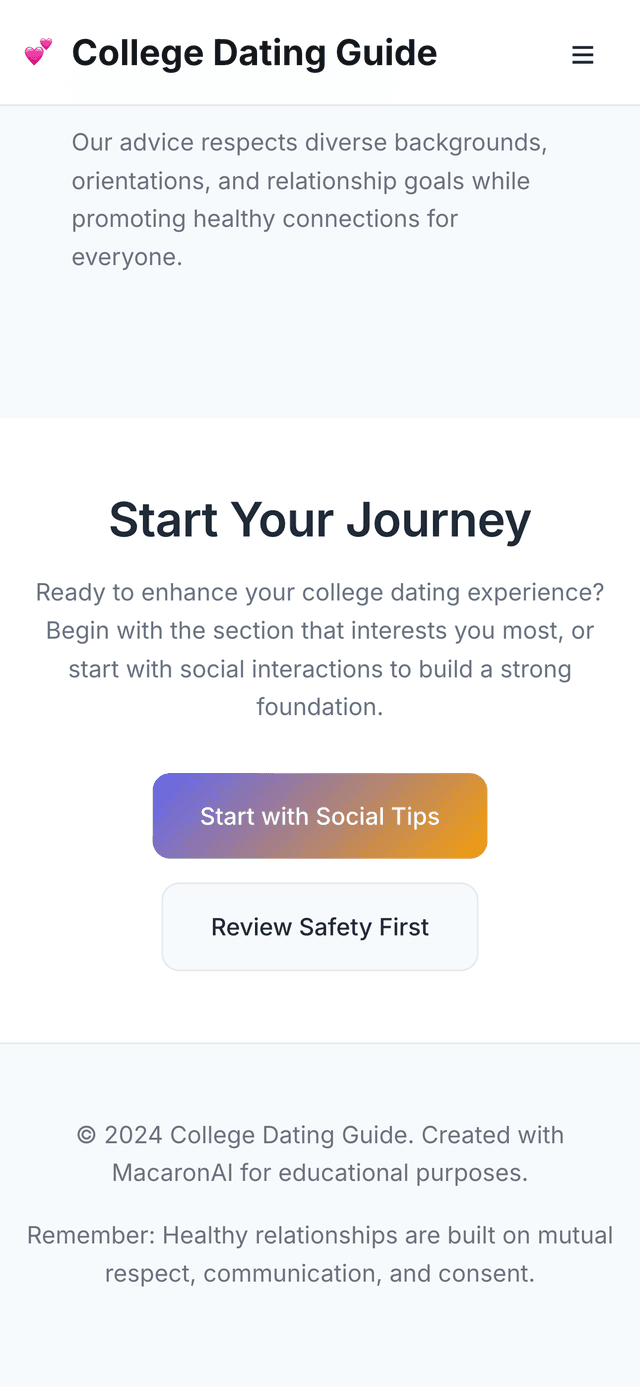 College Dating Guide
Our advice respects diverse backgrounds,
orientations, and relationship goals while
promoting healthy connections for
everyone.
Start Your Journey
Ready to enhance your college dating experience?
Begin with the section that interests you most, or
start with social interactions to build a strong
foundation.
Start with Social Tips
Review Safety First
© 2024 College Dating Guide. Created with
MacaronAI for educational purposes.
Remember: Healthy relationships are built on mutual
respect, communication, and consent.